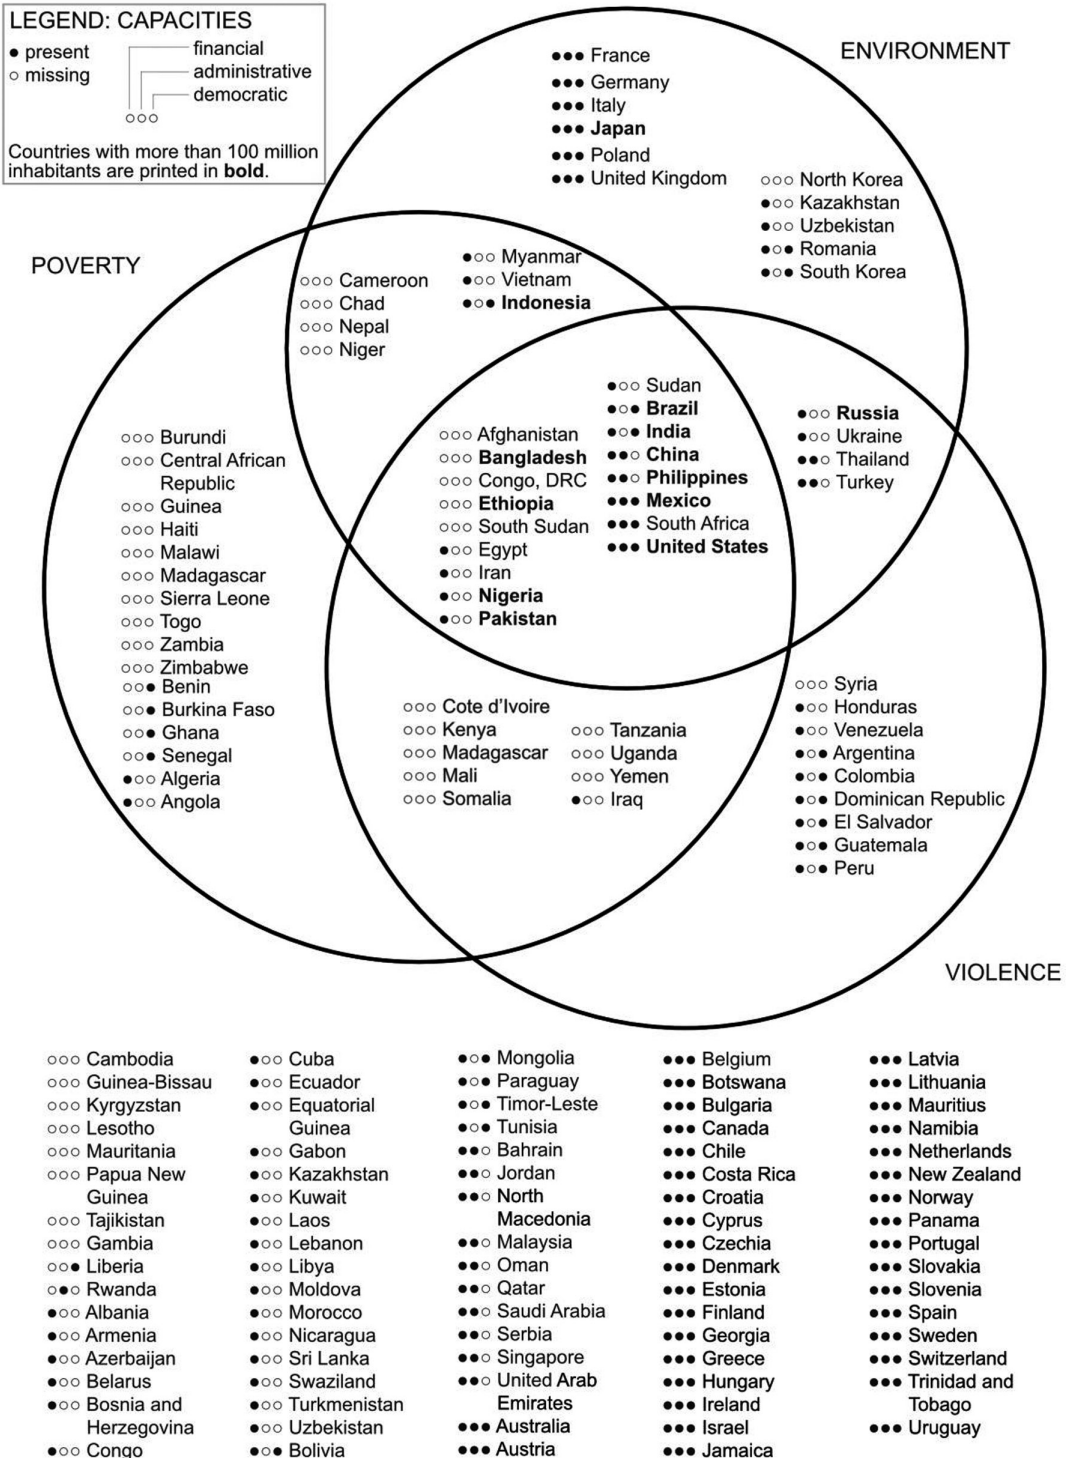 LEGEND: CAPACITIES
● present
○ missing
financial
administrative
democratic
○○○
Countries with more than 100 million
inhabitants are printed in bold.
ENVIRONMENT
●●● France
●●● Germany
●●● Italy
●●● Japan
●●● Poland
●●● United Kingdom
○○○ North Korea
●○○ Kazakhstan
●○○ Uzbekistan
●○● Romania
●○● South Korea
POVERTY
○○○ Cameroon
○○○ Chad
○○○ Nepal
○○○ Niger
●○○ Myanmar
●○○ Vietnam
●○● Indonesia
○○○ Burundi
○○○ Central African
Republic
○○○ Guinea
○○○ Haiti
○○○ Malawi
○○○ Madagascar
○○○ Sierra Leone
○○○ Togo
○○○ Zambia
○○○ Zimbabwe
○○● Benin
○○● Burkina Faso
○○● Ghana
○○● Senegal
●○○ Algeria
●○○ Angola
○○○ Afghanistan
○○○ Bangladesh
○○○ Congo, DRC
○○○ Ethiopia
○○○ South Sudan
●○○ Egypt
●○○ Iran
●○○ Nigeria
●○○ Pakistan
●○○ Sudan
●○● Brazil
●○● India
●●○ China
●●○ Philippines
●●● Mexico
●●● South Africa
●●● United States
●○○ Russia
●○○ Ukraine
●●○ Thailand
●●○ Turkey
○○○ Cote d'Ivoire
○○○ Kenya
○○○ Madagascar
○○○ Mali
○○○ Somalia
○○○ Tanzania
○○○ Uganda
○○○ Yemen
●○○ Iraq
○○○ Syria
●○○ Honduras
●○○ Venezuela
●○● Argentina
●○● Colombia
●○● Dominican Republic
●○● El Salvador
●○● Guatemala
●○● Peru
VIOLENCE
○○○ Cambodia
○○○ Guinea-Bissau
○○○ Kyrgyzstan
○○○ Lesotho
○○○ Mauritania
○○○ Papua New
Guinea
○○○ Tajikistan
○○○ Gambia
○○● Liberia
○●○ Rwanda
●○○ Albania
●○○ Armenia
●○○ Azerbaijan
●○○ Belarus
●○○ Bosnia and
Herzegovina
●○○ Congo
●○○ Cuba
●○○ Ecuador
●○○ Equatorial
Guinea
●○○ Gabon
●○○ Kazakhstan
●○○ Kuwait
●○○ Laos
●○○ Lebanon
●○○ Libya
●○○ Moldova
●○○ Morocco
●○○ Nicaragua
●○○ Sri Lanka
●○○ Swaziland
●○○ Turkmenistan
●○○ Uzbekistan
●○● Bolivia
●○● Mongolia
●○● Paraguay
●○● Timor-Leste
●○● Tunisia
●●○ Bahrain
●●○ Jordan
●●○ North
Macedonia
●●○ Malaysia
●●○ Oman
●●○ Qatar
●●○ Saudi Arabia
●●○ Serbia
●●○ Singapore
●●○ United Arab
Emirates
●●● Australia
●●● Austria
●●● Belgium
●●● Botswana
●●● Bulgaria
●●● Canada
●●● Chile
●●● Costa Rica
●●● Croatia
●●● Cyprus
●●● Czechia
●●● Denmark
●●● Estonia
●●● Finland
●●● Georgia
●●● Greece
●●● Hungary
●●● Ireland
●●● Israel
●●● Jamaica
●●● Latvia
●●● Lithuania
●●● Mauritius
●●● Namibia
●●● Netherlands
●●● New Zealand
●●● Norway
●●● Panama
●●● Portugal
●●● Slovakia
●●● Slovenia
●●● Spain
●●● Sweden
●●● Switzerland
●●● Trinidad and
Tobago
●●● Uruguay